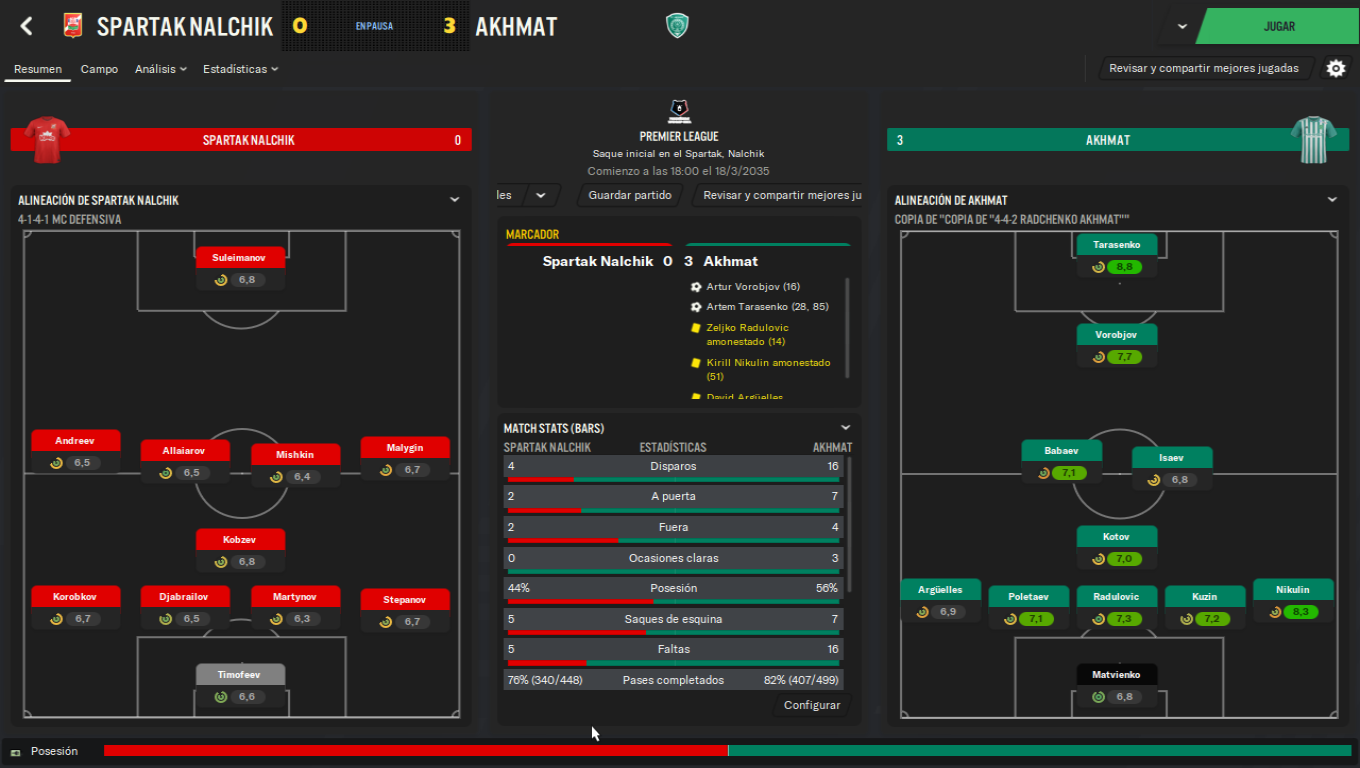 SPARTAK NALCHIK 0 EN PAUSA 3 AKHMAT
JUGAR
Resumen Campo Análisis Estadísticas
Revisar y compartir mejores jugadas
SPARTAK NALCHIK 0
PREMIER LEAGUE
Saque inicial en el Spartak, Nalchik
Comienzo a las 18:00 el 18/3/2035
3 AKHMAT
les Guardar partido Revisar y compartir mejores ju
ALINEACIÓN DE SPARTAK NALCHIK
4-1-4-1 MC DEFENSIVA
Suleimanov
6,8
Andreev
6,5
Allaiarov
6,5
Mishkin
6,4
Malygin
6,7
Kobzev
6,8
Korobkov
6,7
Djabrailov
6,5
Martynov
6,3
Stepanov
6,7
Timofeev
6,6
MARCADOR
Spartak Nalchik 0 3 Akhmat
Artur Vorobjov (16)
Artem Tarasenko (28, 85)
Zeljko Radulovic
amonestado (14)
Kirill Nikulin amonestado
(51)
David Argüelles
MATCH STATS (BARS)
SPARTAK NALCHIK ESTADÍSTICAS AKHMAT
4 Disparos 16
2 A puerta 7
2 Fuera 4
0 Ocasiones claras 3
44% Posesión 56%
5 Saques de esquina 7
5 Faltas 16
76% (340/448) Pases completados 82% (407/499)
Configurar
ALINEACIÓN DE AKHMAT
COPIA DE "COPIA DE "4-4-2 RADCHENKO AKHMAT""
Tarasenko
8,8
Vorobjov
7,7
Babaev
7,1
Isaev
6,8
Kotov
7,0
Argüelles
6,9
Poletaev
7,1
Radulovic
7,3
Kuzin
7,2
Nikulin
8,3
Matvienko
6,8
Posesión